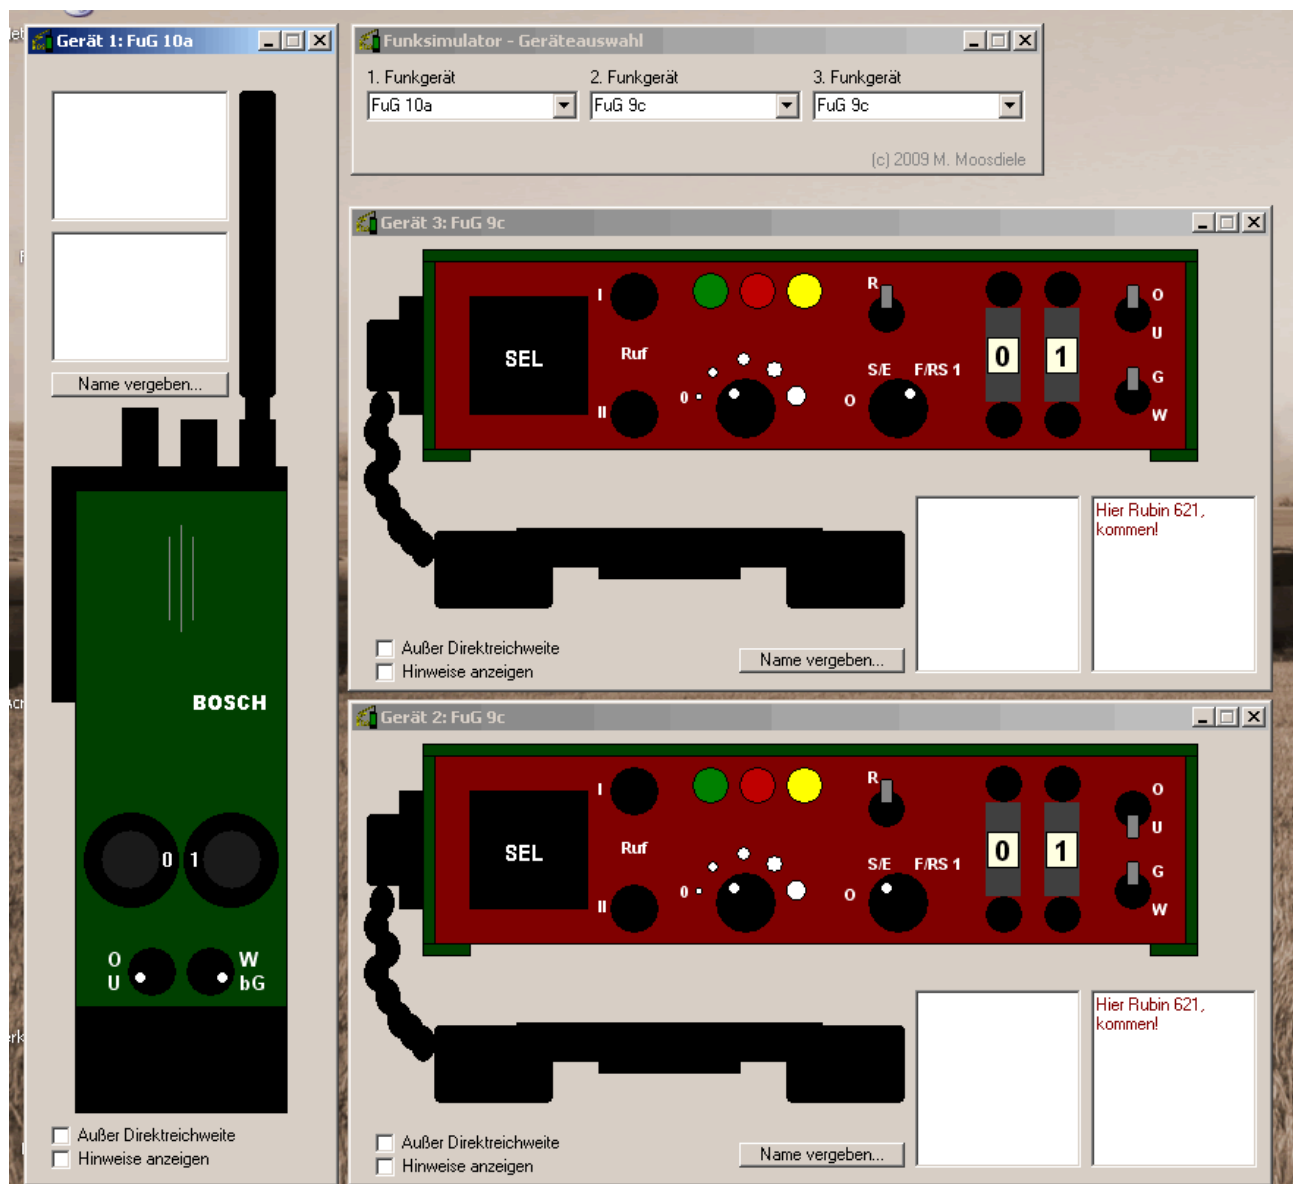 Gerät 1: FuG 10a
Name vergeben...
BOSCH
0 1
O W
U bG
Außer Direktreichweite
Hinweise anzeigen
Funksimulator - Geräteauswahl
1. Funkgerät 2. Funkgerät 3. Funkgerät
FuG 10a FuG 9c FuG 9c
(c) 2009 M. Moosdiele
Gerät 3: FuG 9c
I R O
U
SEL Ruf 0 1
S/E F/RS 1 G
0 O
II W
Hier Rubin 621,
kommen!
Außer Direktreichweite
Hinweise anzeigen
Name vergeben...
Gerät 2: FuG 9c
I R O
U
SEL Ruf 0 1
S/E F/RS 1 G
0 O
II W
Hier Rubin 621,
kommen!
Außer Direktreichweite
Hinweise anzeigen
Name vergeben...